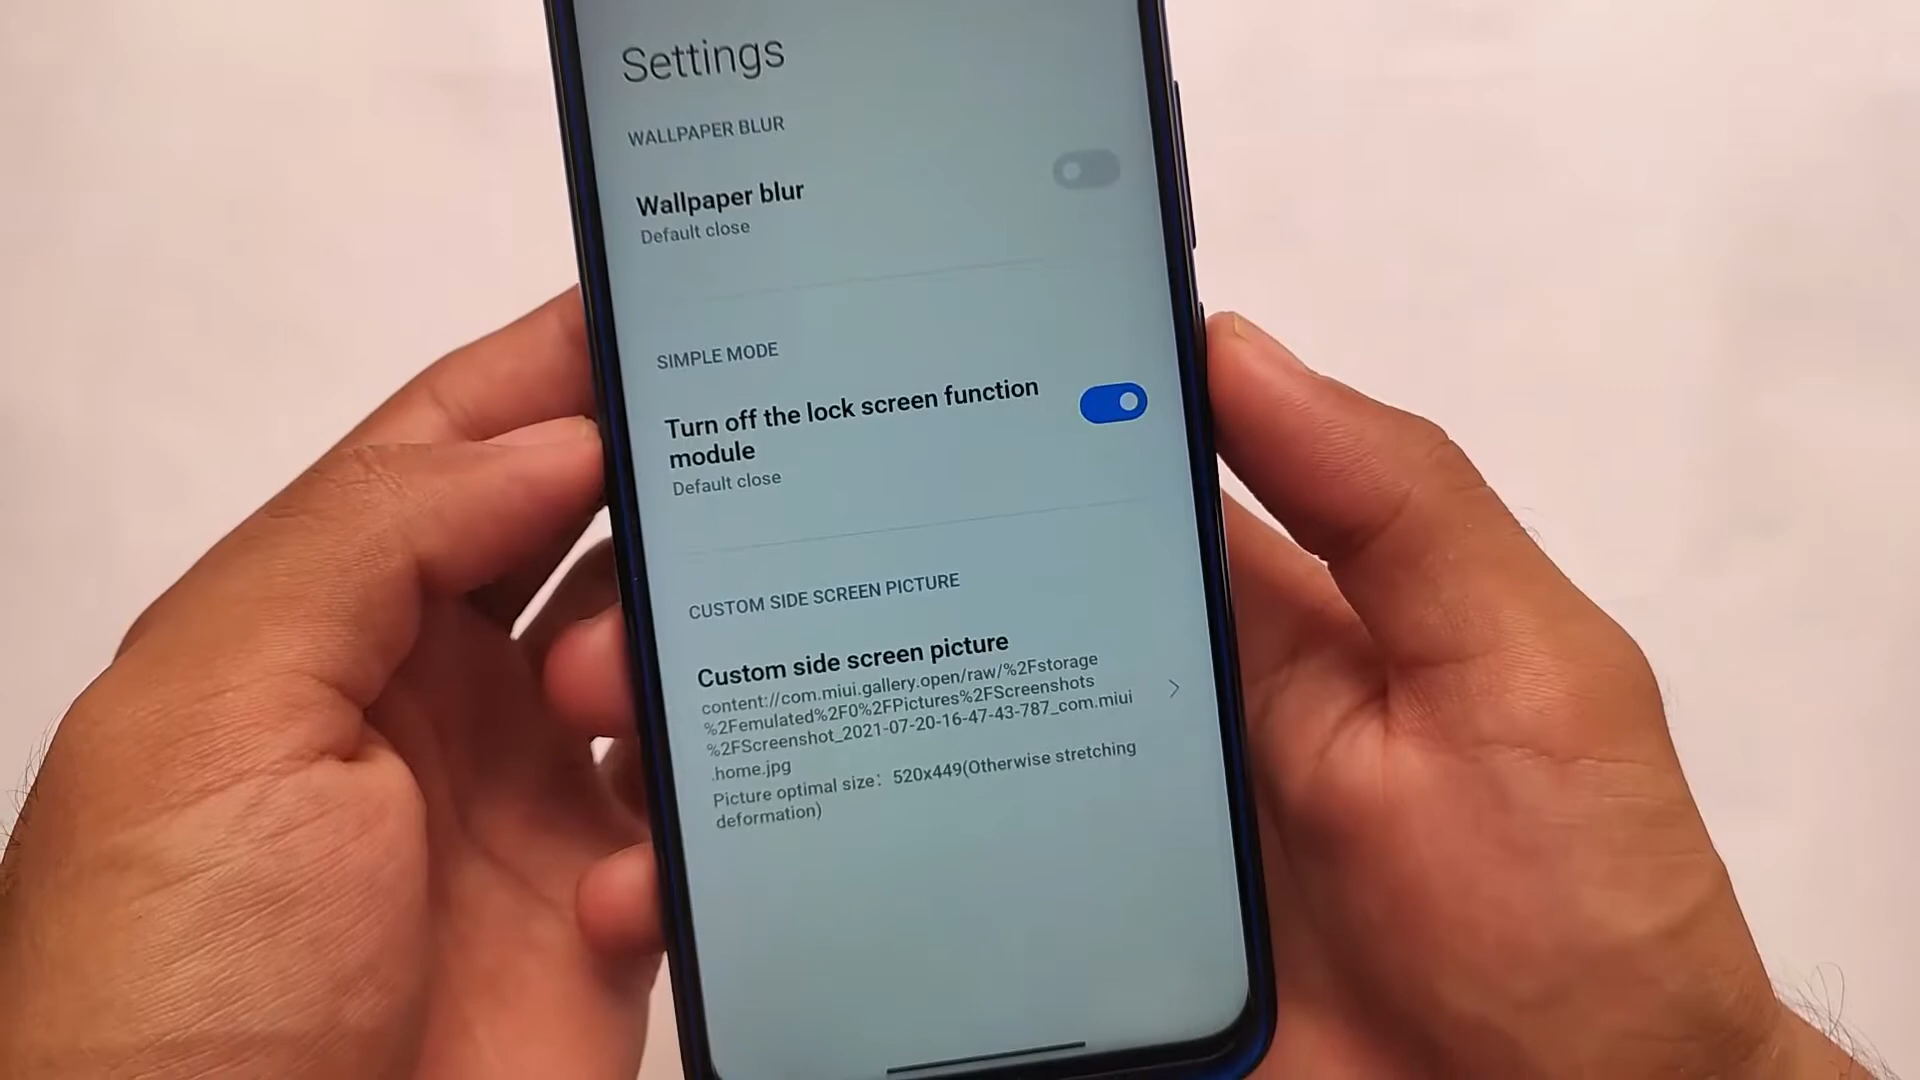 Settings
WALLPAPER BLUR
Wallpaper blur
Default close
SIMPLE MODE
Turn off the lock screen function
module
Default close
CUSTOM SIDE SCREEN PICTURE
Custom side screen picture
content://com.miui.gallery.open/raw/%2Fstorage
%2Femulated%2F0%2FPictures%2FScreenshots
%2FScreenshot_2021-07-20-16-47-43-787_com.miui
.home.jpg
Picture optimal size：520x449(Otherwise stretching
deformation)